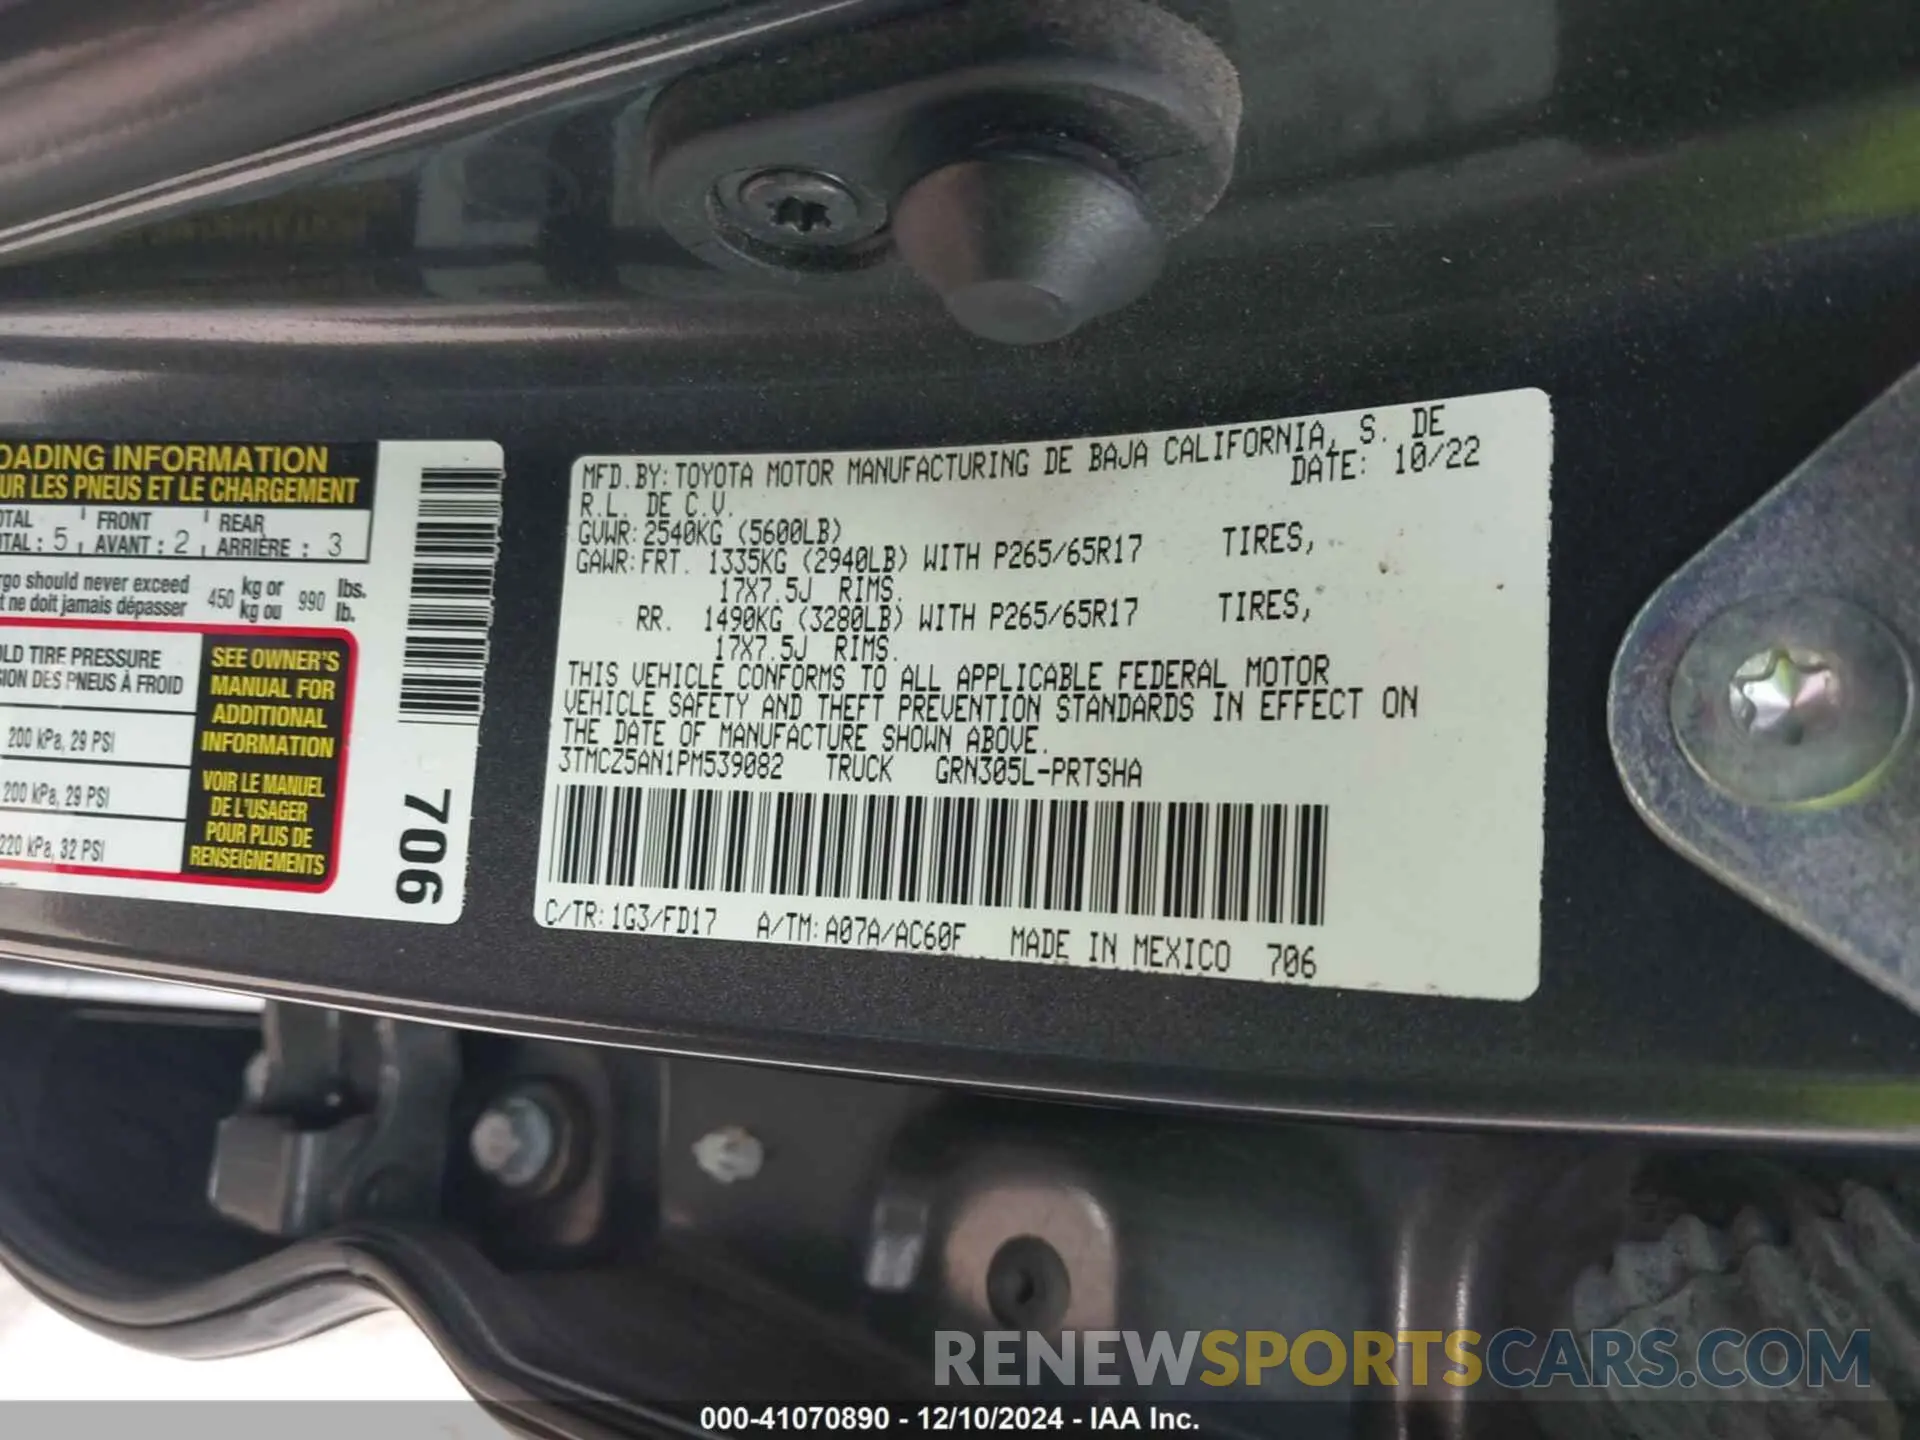 OADING INFORMATION
UR LES PNEUS ET LE CHARGEMENT
OTAL FRONT REAR
OTAL : 5 AVANT : 2 ARRIÈRE : 3
rgo should never exceed 450 kg or 990 lbs.
t ne doit jamais dépasser kg ou lb.
OLD TIRE PRESSURE
SION DES PNEUS À FROID
200 kPa, 29 PSI
200 kPa, 29 PSI
220 kPa, 32 PSI
SEE OWNER'S
MANUAL FOR
ADDITIONAL
INFORMATION
VOIR LE MANUEL
DE L'USAGER
POUR PLUS DE
RENSEIGNEMENTS
706
MFD.BY: TOYOTA MOTOR MANUFACTURING DE BAJA CALIFORNIA, S. DE
R.L. DE C.V. DATE: 10/22
GVWR: 2540KG (5600LB)
GAWR: FRT. 1335KG (2940LB) WITH P265/65R17 TIRES,
17X7.5J RIMS.
RR. 1490KG (3280LB) WITH P265/65R17 TIRES,
17X7.5J RIMS.
THIS VEHICLE CONFORMS TO ALL APPLICABLE FEDERAL MOTOR
VEHICLE SAFETY AND THEFT PREVENTION STANDARDS IN EFFECT ON
THE DATE OF MANUFACTURE SHOWN ABOVE.
3TMCZ5AN1PM539082 TRUCK GRN305L-PRTSHA
C/TR: 1G3/FD17 A/TM: A07A/AC60F MADE IN MEXICO 706
RENEWSPORTSCARS.COM
000-41070890 - 12/10/2024 - IAA Inc.